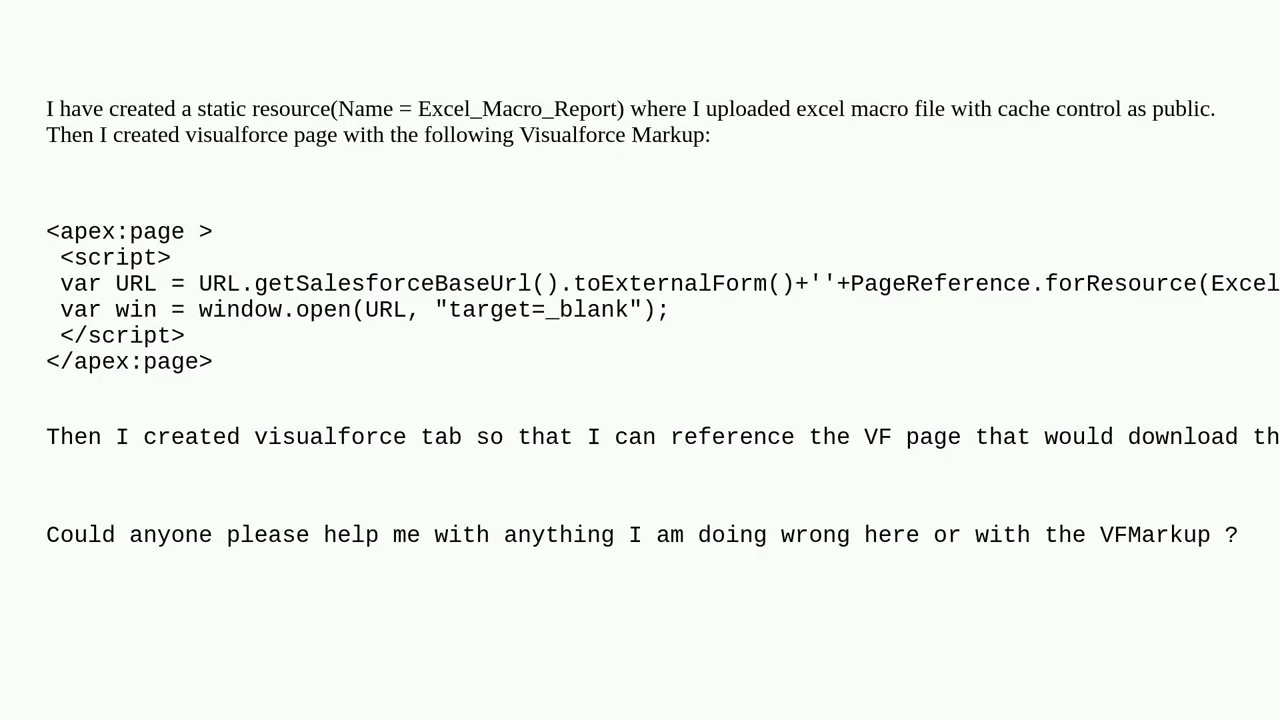 I have created a static resource(Name = Excel_Macro_Report) where I uploaded excel macro file with cache control as public.
Then I created visualforce page with the following Visualforce Markup:
<apex:page >
<script>
var URL = URL.getSalesforceBaseUrl().toExternalForm()+''+PageReference.forResource(Excel
var win = window.open(URL, "target=_blank");
</script>
</apex:page>
Then I created visualforce tab so that I can reference the VF page that would download th
Could anyone please help me with anything I am doing wrong here or with the VFMarkup ?